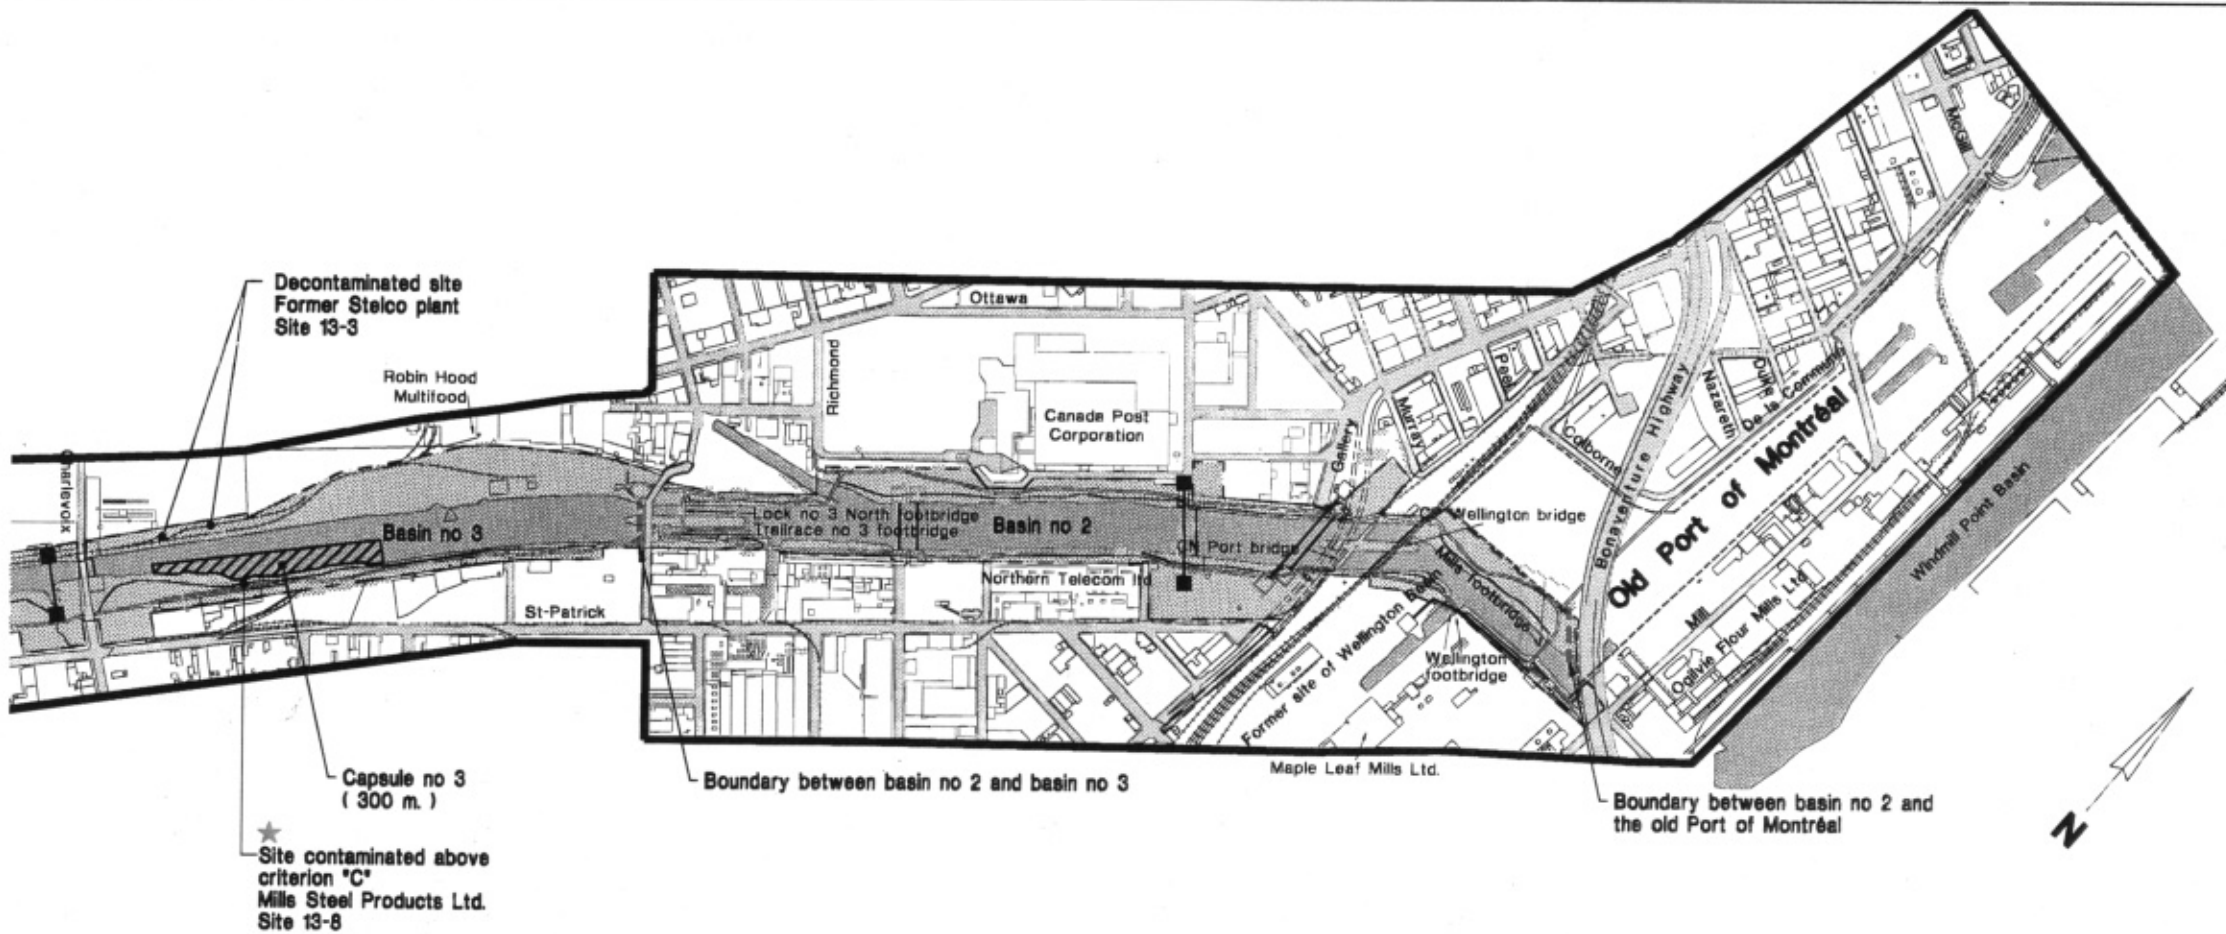 Decontaminated site
Former Stelco plant
Site 13-3
Robin Hood
Multifood
Charlevoix
Basin no 3
Capsule no 3
( 300 m. )
Site contaminated above
criterion "C"
Mills Steel Products Ltd.
Site 13-8
St-Patrick
Boundary between basin no 2 and basin no 3
Ottawa
Richmond
Canada Post
Corporation
Lock no 3 North footbridge
Trailrace no 3 footbridge
Basin no 2
Northern Telecom ltd
CN Port bridge
Wellington bridge
Gallery
Murray
Peel
Colborne
Bonaventure Highway
Nazareth
Duke
De la Commune
McGill
Old Port of Montréal
Mills footbridge
Former site of Wellington Basin
Wellington
footbridge
Maple Leaf Mills Ltd.
Mill
Ogilvie Flour Mills Ltd
Windmill Point Basin
Boundary between basin no 2 and
the old Port of Montréal
N